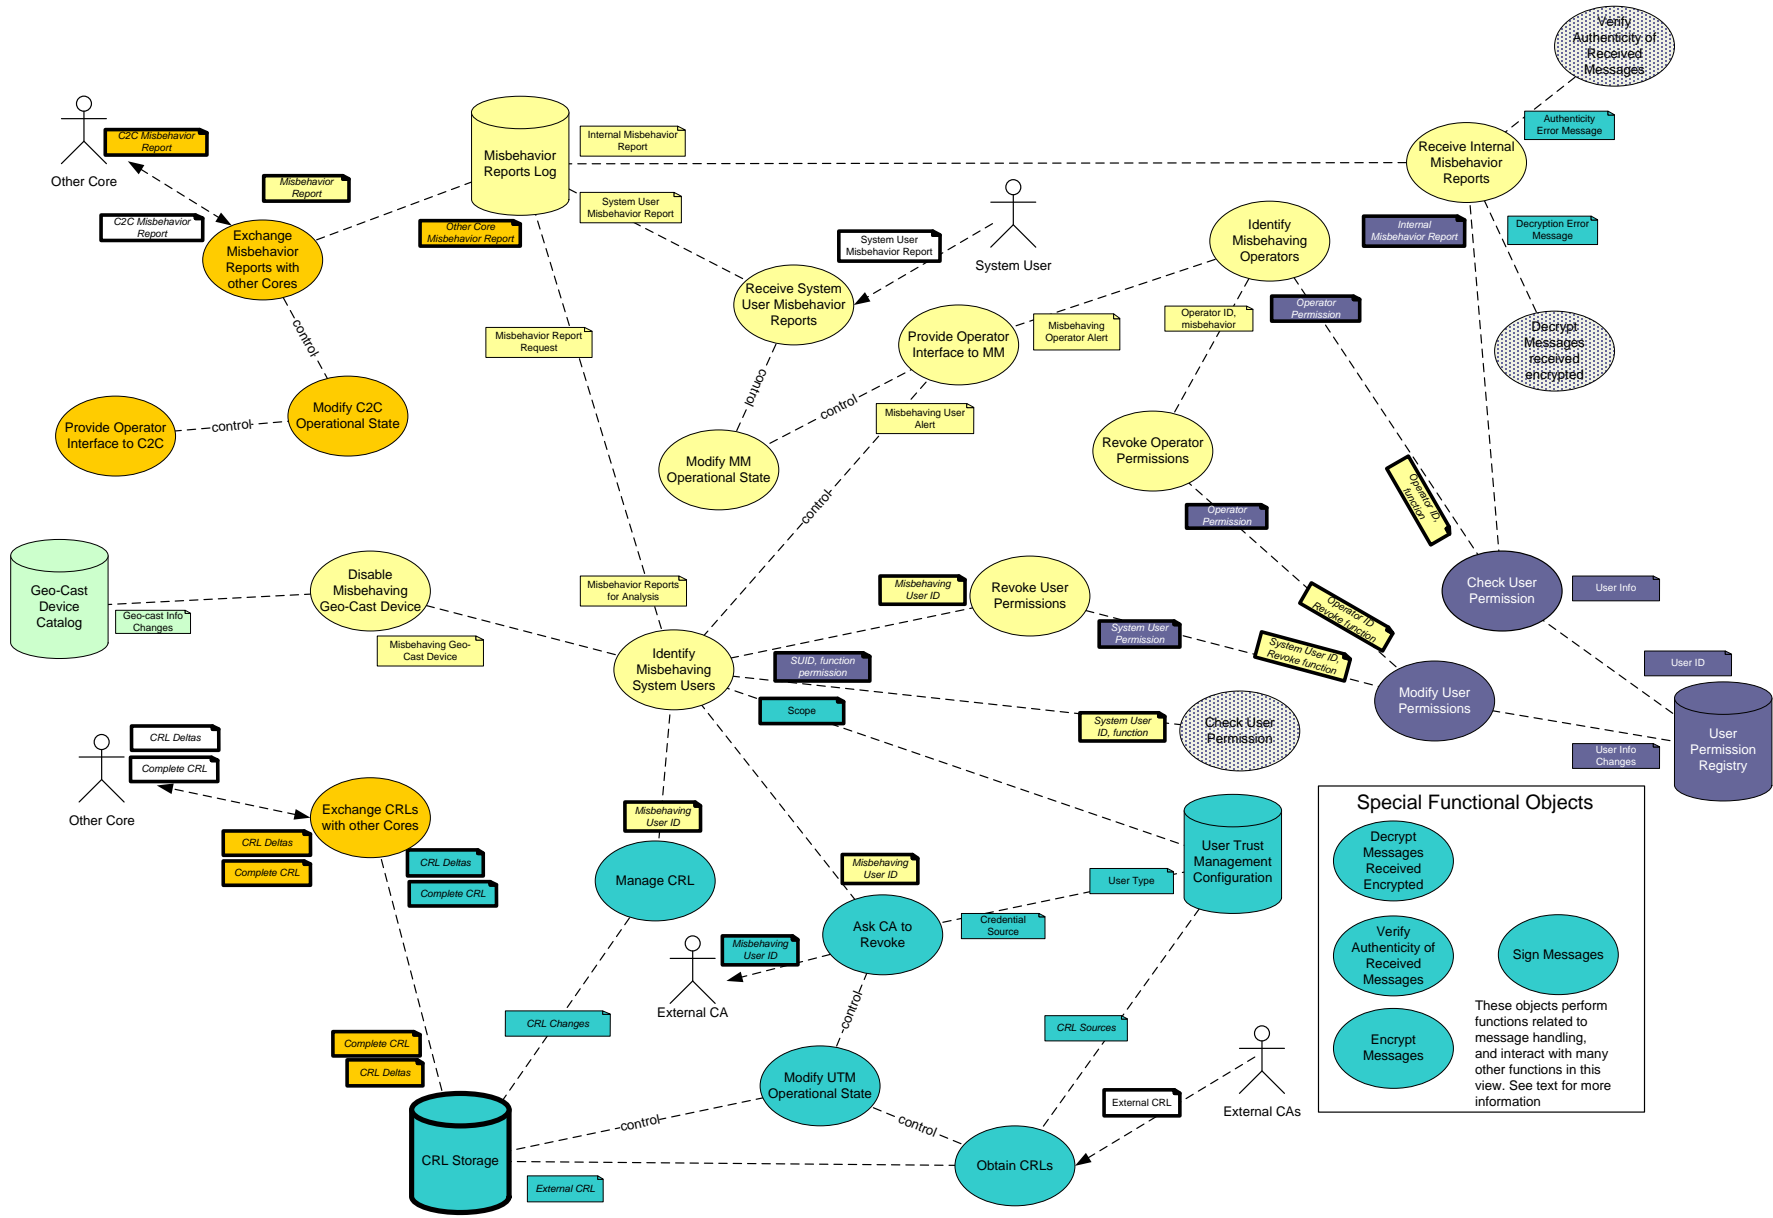 Verify
Authenticity of
Received
Messages
C2C Misbehavior
Report
Other Core
Misbehavior
Report
C2C Misbehavior
Report
Exchange
Misbehavior
Reports with
other Cores
Misbehavior
Reports Log
Internal Misbehavior
Report
System User
Misbehavior Report
Other Core
Misbehavior Report
Authenticity
Error Message
Receive Internal
Misbehavior
Reports
System User
Misbehavior Report
System User
Identify
Misbehaving
Operators
Internal
Misbehavior Report
Decryption Error
Message
Receive System
User Misbehavior
Reports
Operator ID,
misbehavior
Operator
Permission
Misbehavior Report
Request
Provide Operator
Interface to MM
Misbehaving
Operator Alert
Decrypt
Messages
received
encrypted
control
control
control
Modify C2C
Operational State
Provide Operator
Interface to C2C
control
Misbehaving User
Alert
Modify MM
Operational State
Revoke Operator
Permissions
control
Operator ID,
function
Operator
Permission
Geo-Cast
Device
Catalog
Geo-cast Info
Changes
Disable
Misbehaving
Geo-Cast Device
Misbehaving Geo-
Cast Device
Misbehavior Reports
for Analysis
Identify
Misbehaving
System Users
Misbehaving
User ID
Revoke User
Permissions
System User
Permission
Operator ID
Revoke function
System User ID,
Revoke function
Check User
Permission
User Info
User ID
SUID, function
permission
Scope
System User
ID, function
Check User
Permission
Modify User
Permissions
User Info
Changes
User
Permission
Registry
CRL Deltas
Complete CRL
Other Core
Exchange CRLs
with other Cores
CRL Deltas
Complete CRL
CRL Deltas
Complete CRL
Misbehaving
User ID
Manage CRL
Misbehaving
User ID
Ask CA to
Revoke
User Type
Credential
Source
User Trust
Management
Configuration
Misbehaving
User ID
External CA
CRL Changes
control
CRL Sources
Complete CRL
CRL Deltas
Modify UTM
Operational State
control
control
External CRL
External CAs
CRL Storage
External CRL
Obtain CRLs
Special Functional Objects
Decrypt
Messages
Received
Encrypted
Verify
Authenticity of
Received
Messages
Sign Messages
Encrypt
Messages
These objects perform
functions related to
message handling,
and interact with many
other functions in this
view. See text for more
information